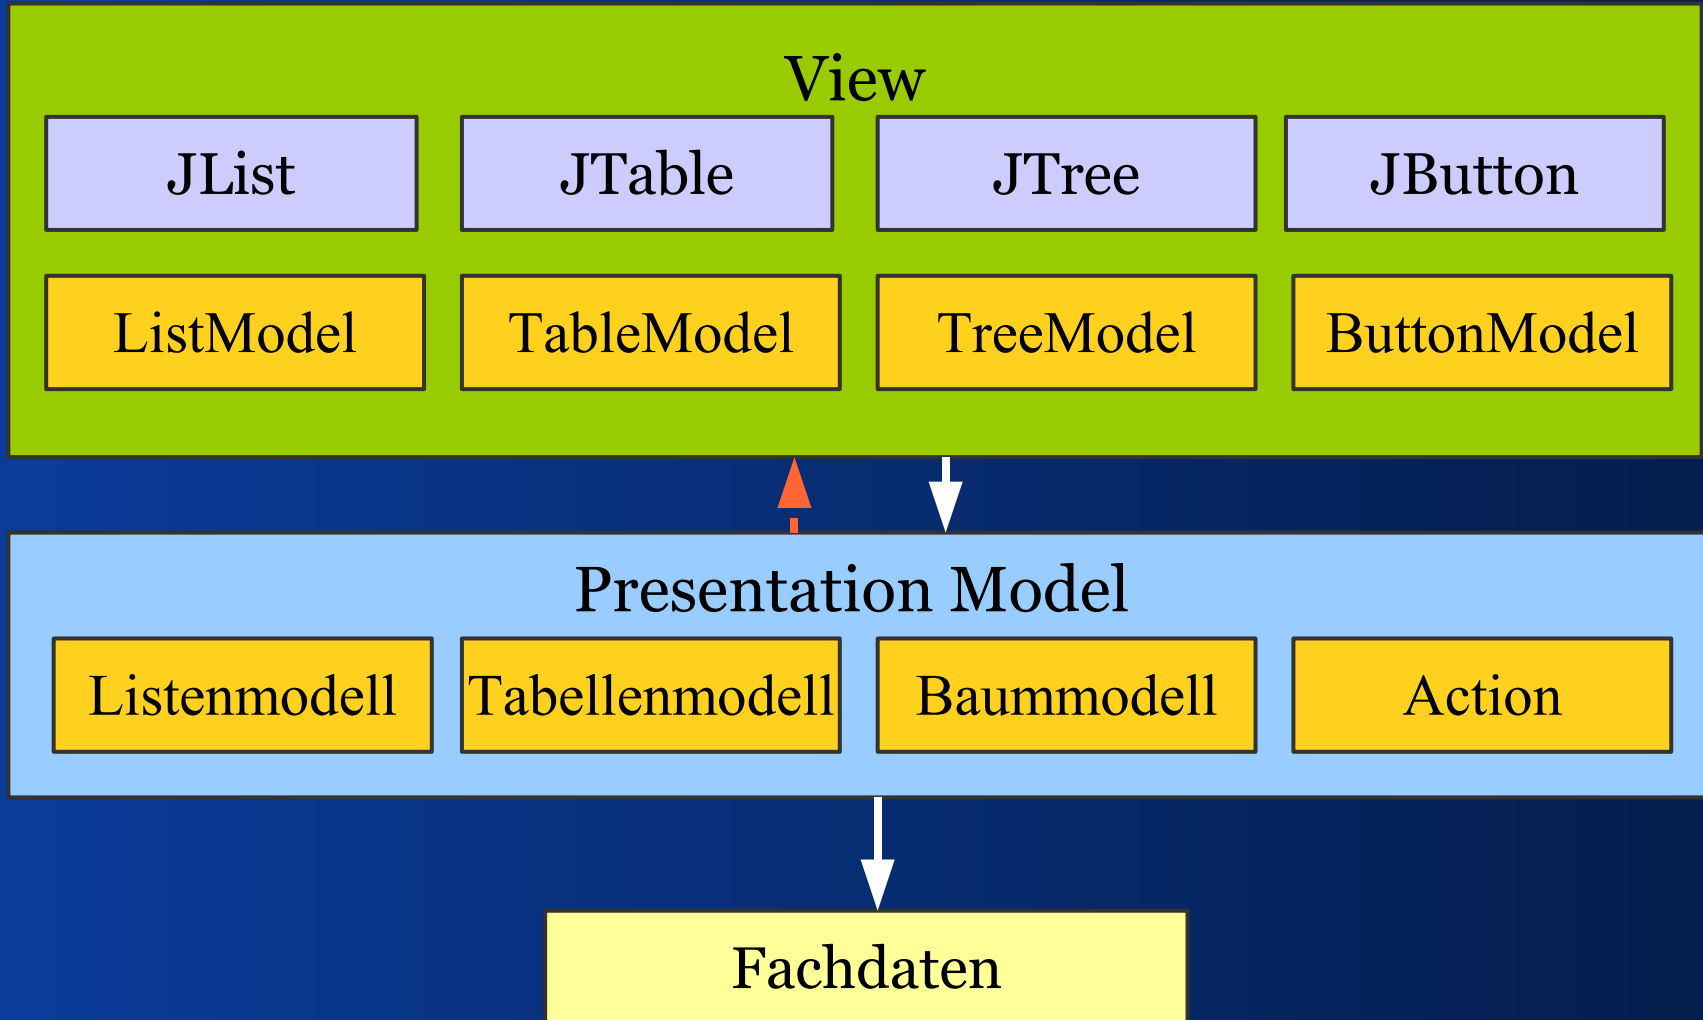 View
JList
JTable
JTree
JButton
ListModel
TableModel
TreeModel
ButtonModel
Presentation Model
Listenmodell
Tabellenmodell
Baummodell
Action
Fachdaten